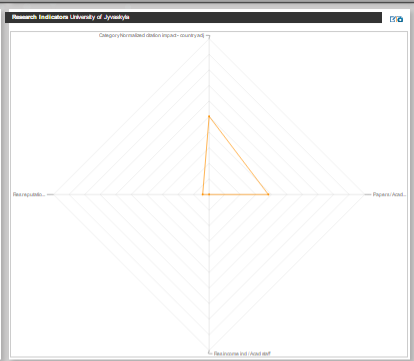 Research Indicators University of Jyvaskyla
Category Normalized citation impact - country adj
Res reputatio...
Papers / Acad...
Res income incl / Acad staff